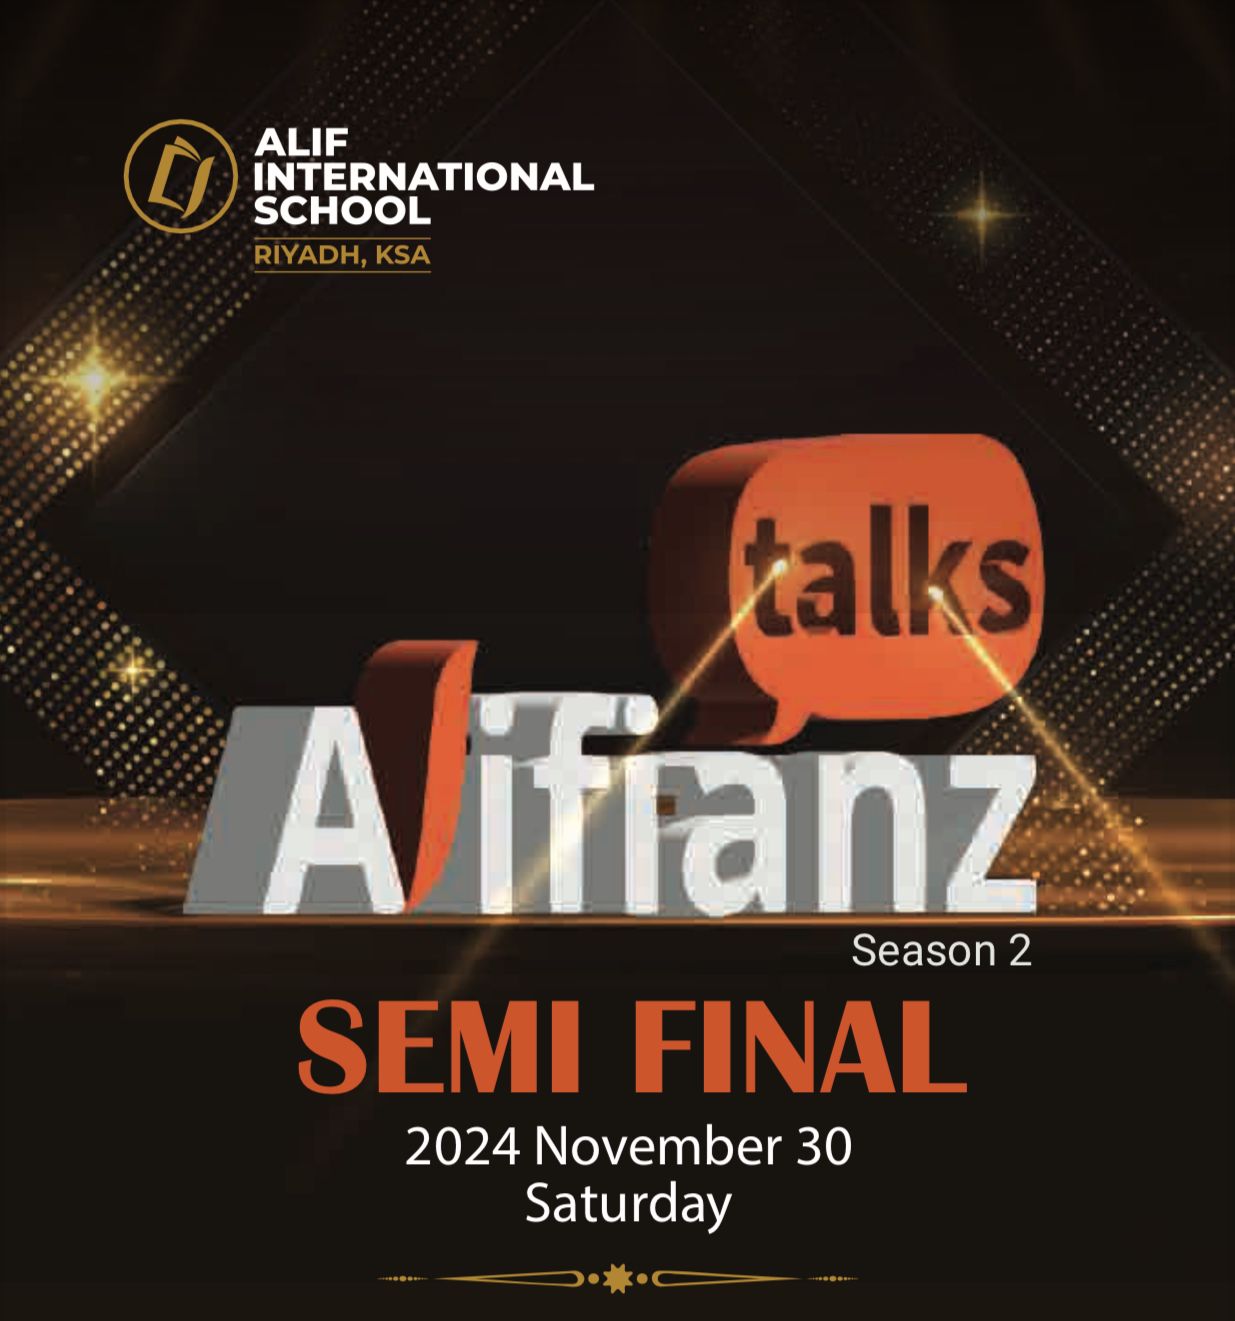 ALIF
INTERNATIONAL
SCHOOL
RIYADH, KSA
talks
Alifianz
Season 2
SEMI FINAL
2024 November 30
Saturday